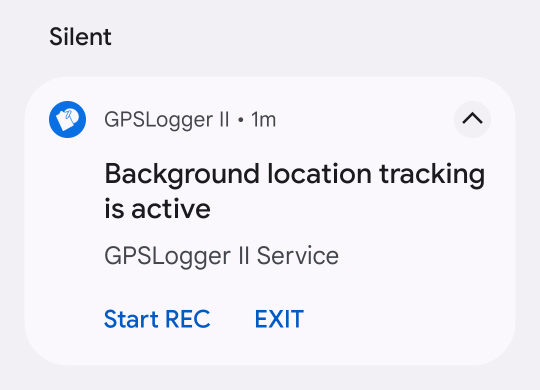 Silent
GPSLogger II • 1m
Background location tracking
is active
GPSLogger II Service
Start REC EXIT